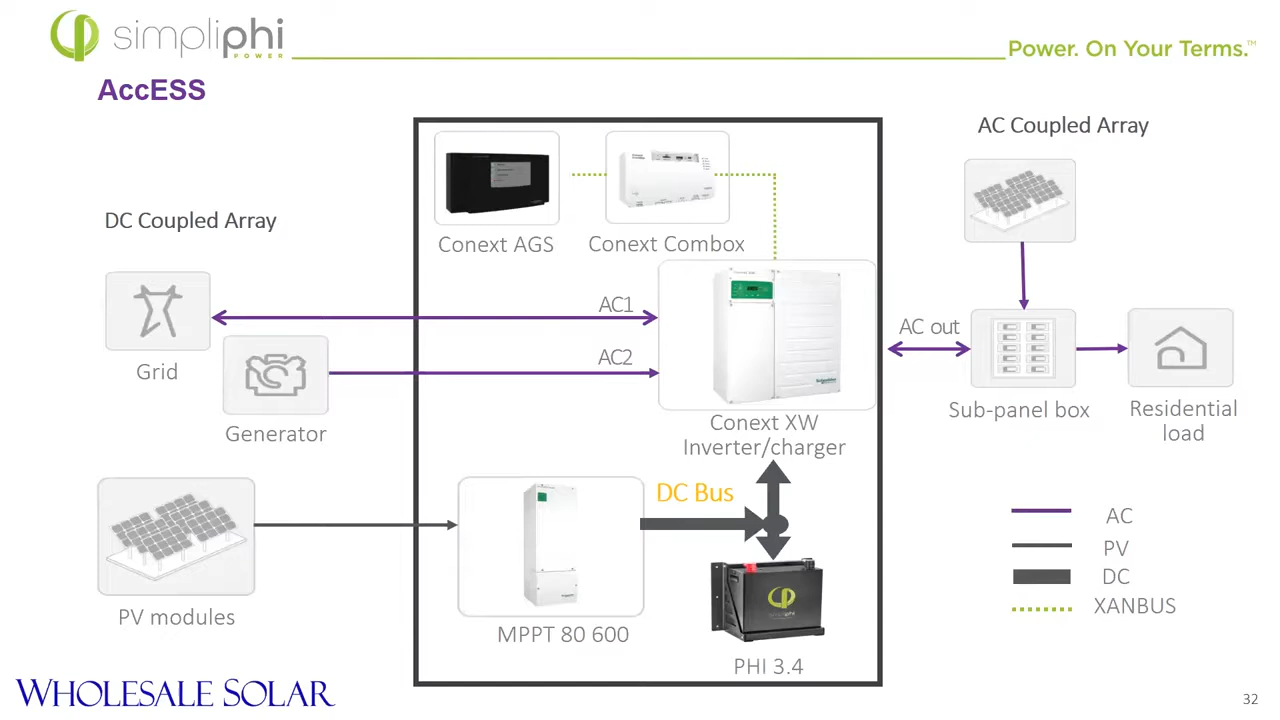 simpliphi
POWER
Power. On Your Terms.™
AccESS
AC Coupled Array
DC Coupled Array
Conext AGS
Conext Combox
AC1
AC2
AC out
Grid
Generator
Conext XW
Inverter/charger
Sub-panel box
Residential
load
DC Bus
PV modules
MPPT 80 600
simpliphi
PHI 3.4
AC
PV
DC
XANBUS
Wholesale Solar
32